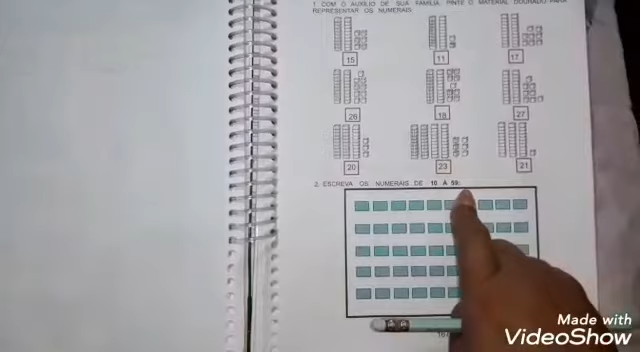 1. COM O AUXÍLIO DE SUA FAMÍLIA, PINTE O MATERIAL DOURADO PARA
REPRESENTAR OS NUMERAIS
15 11 17
26 18 27
20 23 21
2. ESCREVA OS NUMERAIS DE 10 A 59:
Made with
VideoShow